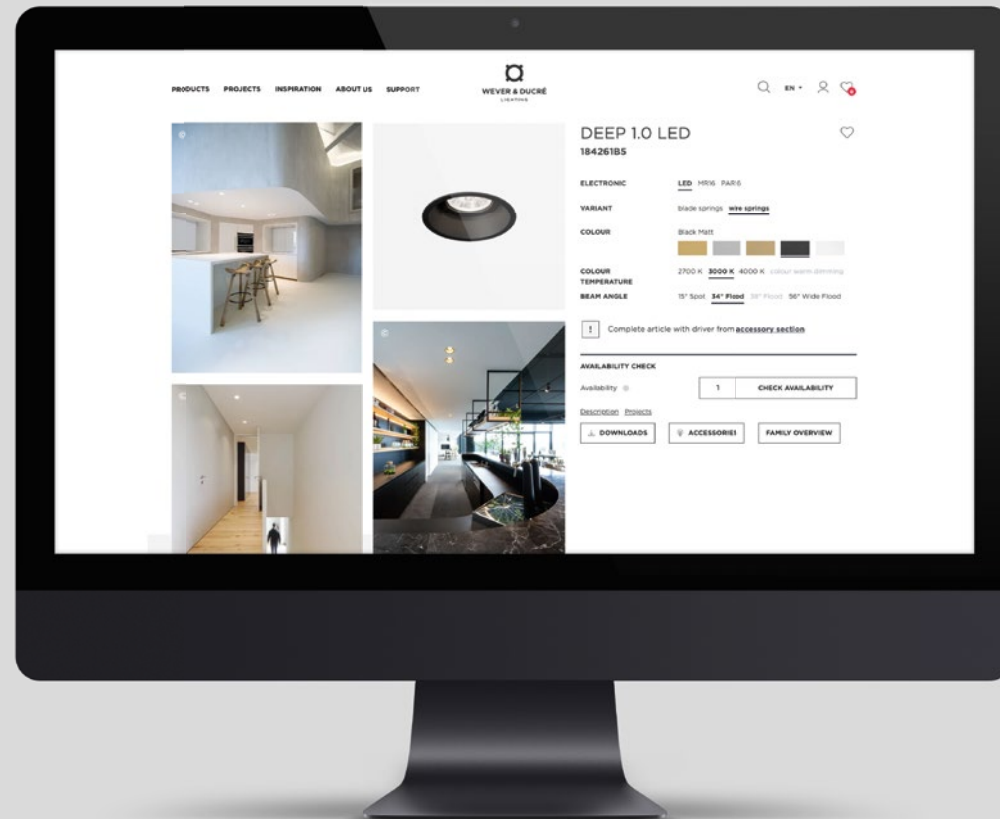 PRODUCTS PROJECTS INSPIRATION ABOUT US SUPPORT
WEVER & DUCRÉ
LIGHTING
EN
DEEP 1.0 LED
184261B5
ELECTRONIC LED MR16 PAR16
VARIANT blade springs wire springs
COLOUR Black Matt
COLOUR TEMPERATURE 2700 K 3000 K 4000 K colour warm dimming
BEAM ANGLE 15° Spot 34° Flood 38° Flood 56° Wide Flood
! Complete article with driver from accessory section
AVAILABILITY CHECK
Availability 1 CHECK AVAILABILITY
Description Projects
DOWNLOADS ACCESSORIES FAMILY OVERVIEW